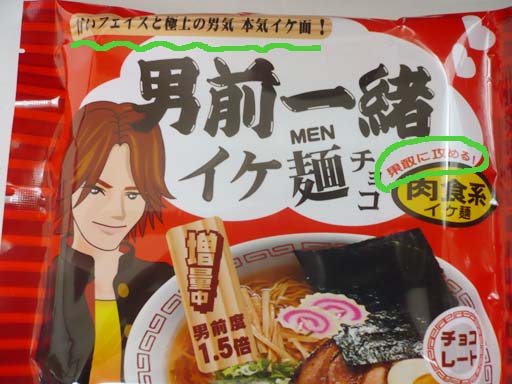 甘いフェイスと極上の男気 本気イケ面！
男前一緒
MEN
イケ麺チョコ
果敢に攻める!
肉食系
イケ麺
増量中
男前度
1.5倍
チョコ
レート